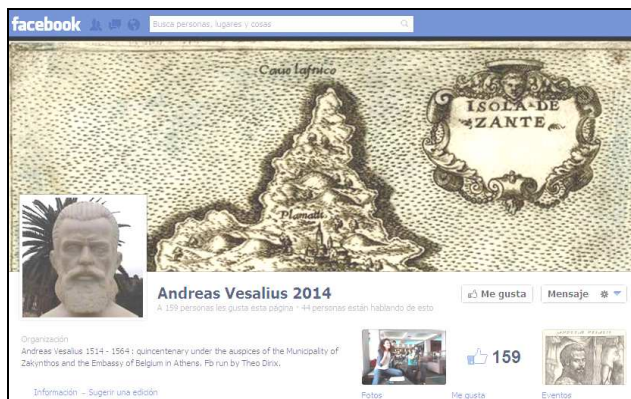 facebook
Busca personas, lugares y cosas
Cauo lafnico
ISOLA DE
ZANTE
Plamatti
Andreas Vesalius 2014
Me gusta
Mensaje
A 159 personas les gusta esta página · 44 personas están hablando de esto
Organización
Andreas Vesalius 1514 - 1564 : quincentenary under the auspices of the Municipality of
Zakynthos and the Embassy of Belgium in Athens. Fb run by Theo Dirix.
159
Información - Sugerir una edición
Fotos
Me gusta
Eventos